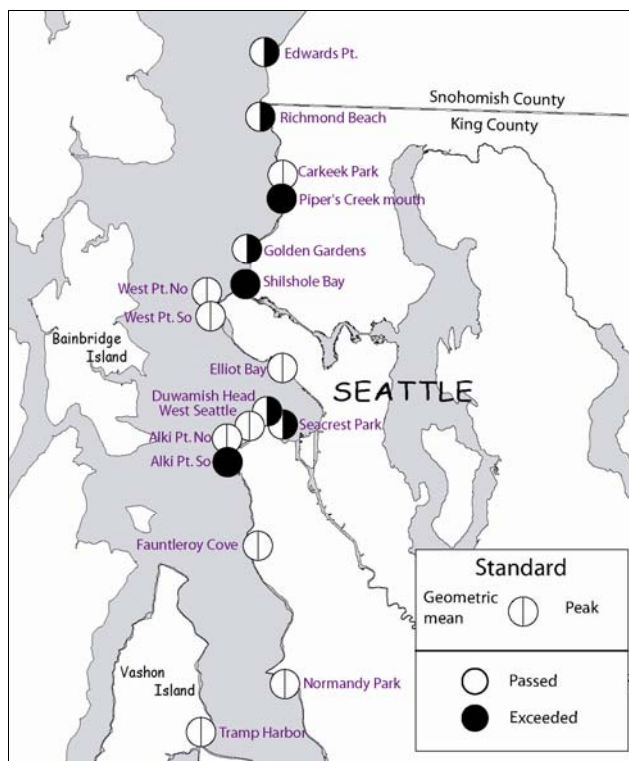 Edwards Pt.
Snohomish County
Richmond Beach
King County
Carkeek Park
Piper's Creek mouth
Golden Gardens
Shilshole Bay
West Pt. No
West Pt. So
Bainbridge
Island
Elliot Bay
SEATTLE
Duwamish Head
West Seattle
Seacrest Park
Alki Pt. No
Alki Pt. So
Fauntleroy Cove
Standard
Geometric
mean
Peak
Vashon
Island
Normandy Park
Passed
Exceeded
Tramp Harbor